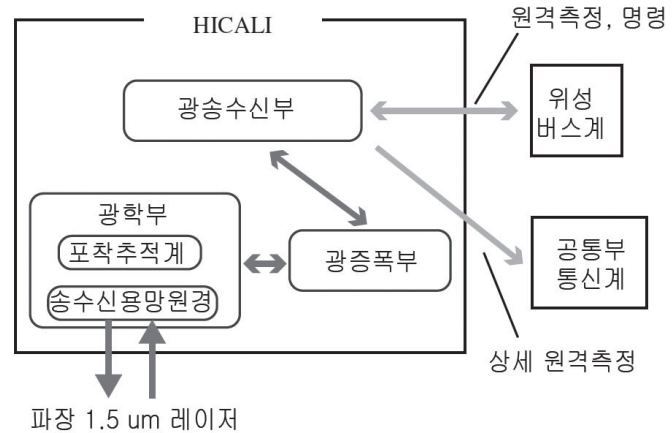 HICALI
원격측정, 명령
광송수신부
위성
버스계
광학부
포착추적계
송수신용망원경
광증폭부
공통부
통신계
상세 원격측정
파장 1.5 um 레이저